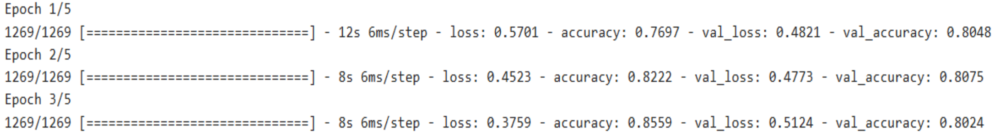 Epoch 1/5
1269/1269 [==============================] - 12s 6ms/step - loss: 0.5701 - accuracy: 0.7697 - val_loss: 0.4821 - val_accuracy: 0.8048
Epoch 2/5
1269/1269 [==============================] - 8s 6ms/step - loss: 0.4523 - accuracy: 0.8222 - val_loss: 0.4773 - val_accuracy: 0.8075
Epoch 3/5
1269/1269 [==============================] - 8s 6ms/step - loss: 0.3759 - accuracy: 0.8559 - val_loss: 0.5124 - val_accuracy: 0.8024